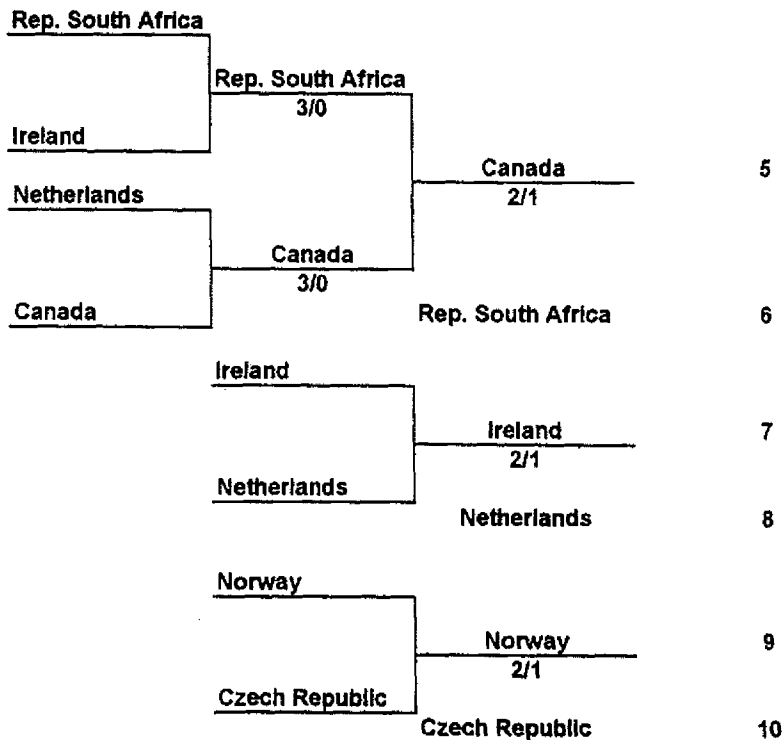 Rep. South Africa
Rep. South Africa
3/0
Ireland
Canada 5
2/1
Netherlands
Canada
3/0
Canada
Rep. South Africa 6
Ireland
Ireland 7
2/1
Netherlands
Netherlands 8
Norway
Norway 9
2/1
Czech Republic
Czech Republic 10